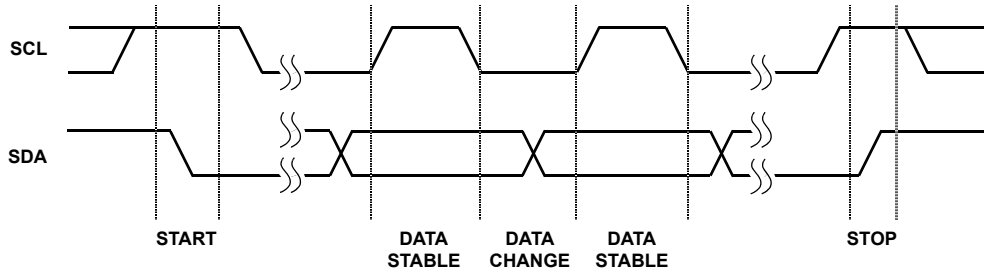 SCL
SDA
START
DATA
STABLE
DATA
CHANGE
DATA
STABLE
STOP